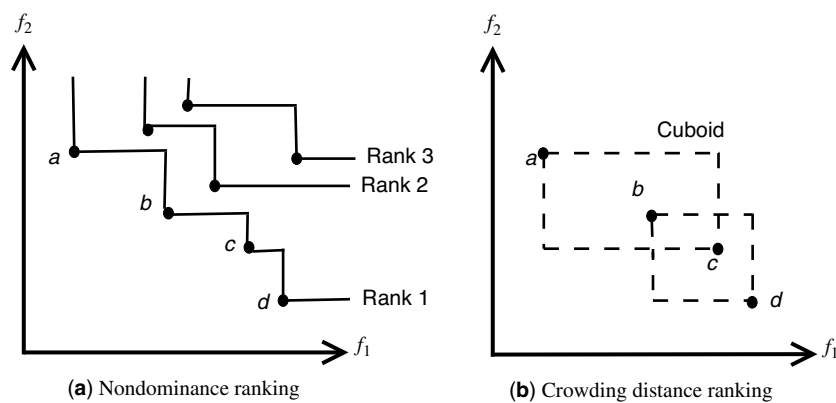 f2
a
b
c
d
Rank 3
Rank 2
Rank 1
f1
(a) Nondominance ranking
f2
Cuboid
a
b
c
d
f1
(b) Crowding distance ranking